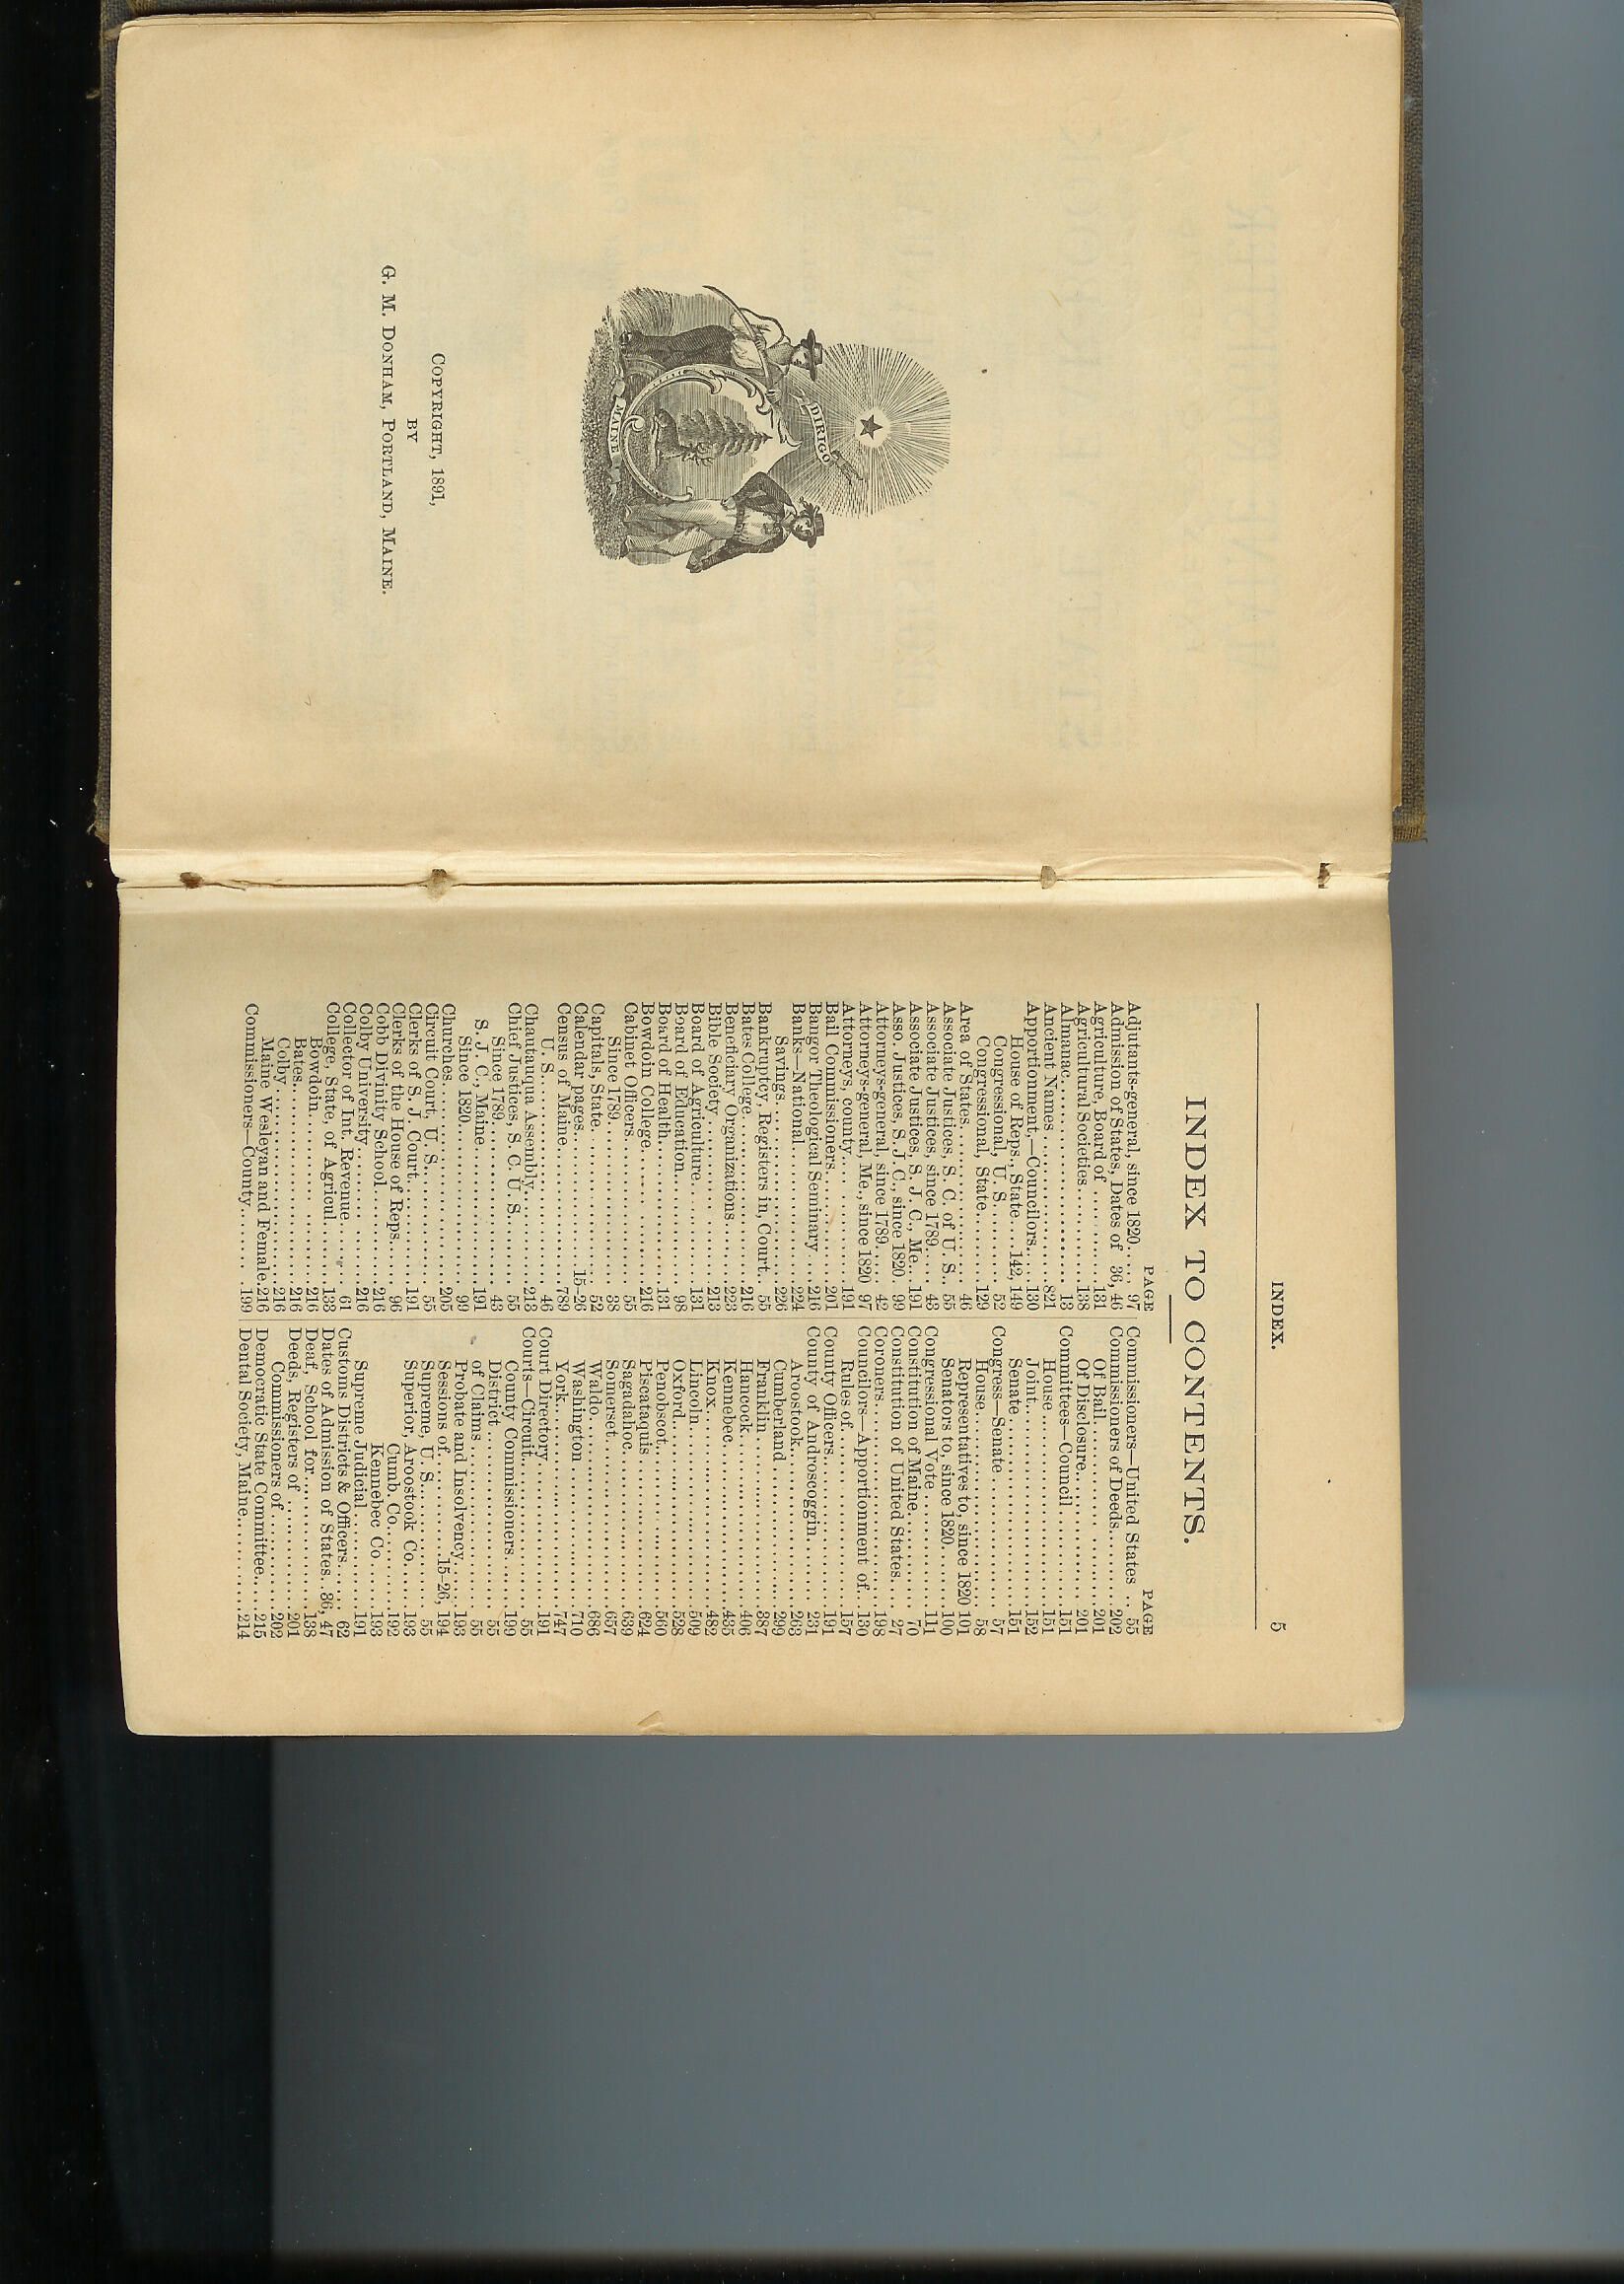 DIRIGO
MAINE
COPYRIGHT, 1891,
BY
G. M. DONHAM, PORTLAND, MAINE.
INDEX. 5
INDEX TO CONTENTS.
PAGE
Adjutants-general, since 1820.... 97
Admission of States, Dates of 36, 46
Agriculture, Board of ..........131
Agricultural Societies..........138
Almanac.......................... 13
Ancient Names....................821
Apportionment,—Councilors....130
House of Reps., State....142, 149
Congressional, U. S......... 52
Congressional, State.........129
Area of States................... 46
Associate Justices, S. C. of U. S.. 55
Associate Justices, since 1789..... 43
Associate Justices, S. J. C., Me...191
Asso. Justices, S. J. C., since 1820. 99
Attorneys-general, since 1789..... 42
Attorneys-general, Me., since 1820 97
Attorneys, county...............191
Bail Commissioners..............201
Bangor Theological Seminary ...216
Banks—National..................224
Savings......................226
Bankruptcy, Registers in, Court.. 55
Bates College....................216
Beneficiary Organizations.......223
Bible Society....................213
Board of Agriculture.............131
Board of Education............... 98
Board of Health..................131
Bowdoin College..................216
Cabinet Officers................. 55
Since 1789.................... 38
Capitals, State.................. 52
Calendar pages...............15-26
Census of Maine..................789
U. S......................... 46
Chautauqua Assembly..............213
Chief Justices, S. C. U. S....... 55
Since 1789.................... 43
S. J. C., Maine..............191
Since 1820................... 99
Churches.........................205
Circuit Court, U. S.............. 55
Clerks of S. J. Court............191
Clerks of the House of Reps...... 96
Cobb Divinity School.............216
Colby University.................216
Collector of Int. Revenue........ 61
College, State, of Agricul.......133
Bowdoin......................216
Bates........................216
Colby........................216
Maine Wesleyan and Female.216
Commissioners—County.............199
PAGE
Commissioners—United States .. 55
Commissioners of Deeds...........202
Of Bail......................201
Of Disclosure................201
Committees—Council...............151
House........................151
Joint........................152
Senate.......................151
Congress—Senate.................. 57
House........................ 58
Representatives to, since 1820 101
Senators to, since 1820......100
Congressional Vote...............111
Constitution of Maine............ 70
Constitution of United States.... 27
Coroners.........................198
Councilors—Apportionment of...130
Rules of.....................157
County Officers..................191
County of Androscoggin...........231
Aroostook....................263
Cumberland...................299
Franklin.....................387
Hancock......................406
Kennebec.....................435
Knox.........................482
Lincoln......................509
Oxford.......................528
Penobscot....................560
Piscataquis..................624
Sagadahoc....................639
Somerset.....................657
Waldo........................686
Washington...................710
York.........................747
Court Directory..................191
Courts—Circuit................... 55
County Commissioners.........199
District..................... 55
of Claims.................... 55
Probate and Insolvency.......193
Sessions of..............15-26, 194
Supreme, U. S................ 55
Superior, Aroostook Co.......193
Cumb. Co.................192
Kennebec Co..............193
Supreme Judicial.............191
Customs Districts & Officers..... 62
Dates of Admission of States..36, 47
Deaf, School for.................138
Deeds, Registers of .............201
Commissioners of.............202
Democratic State Committee.......215
Dental Society, Maine............214